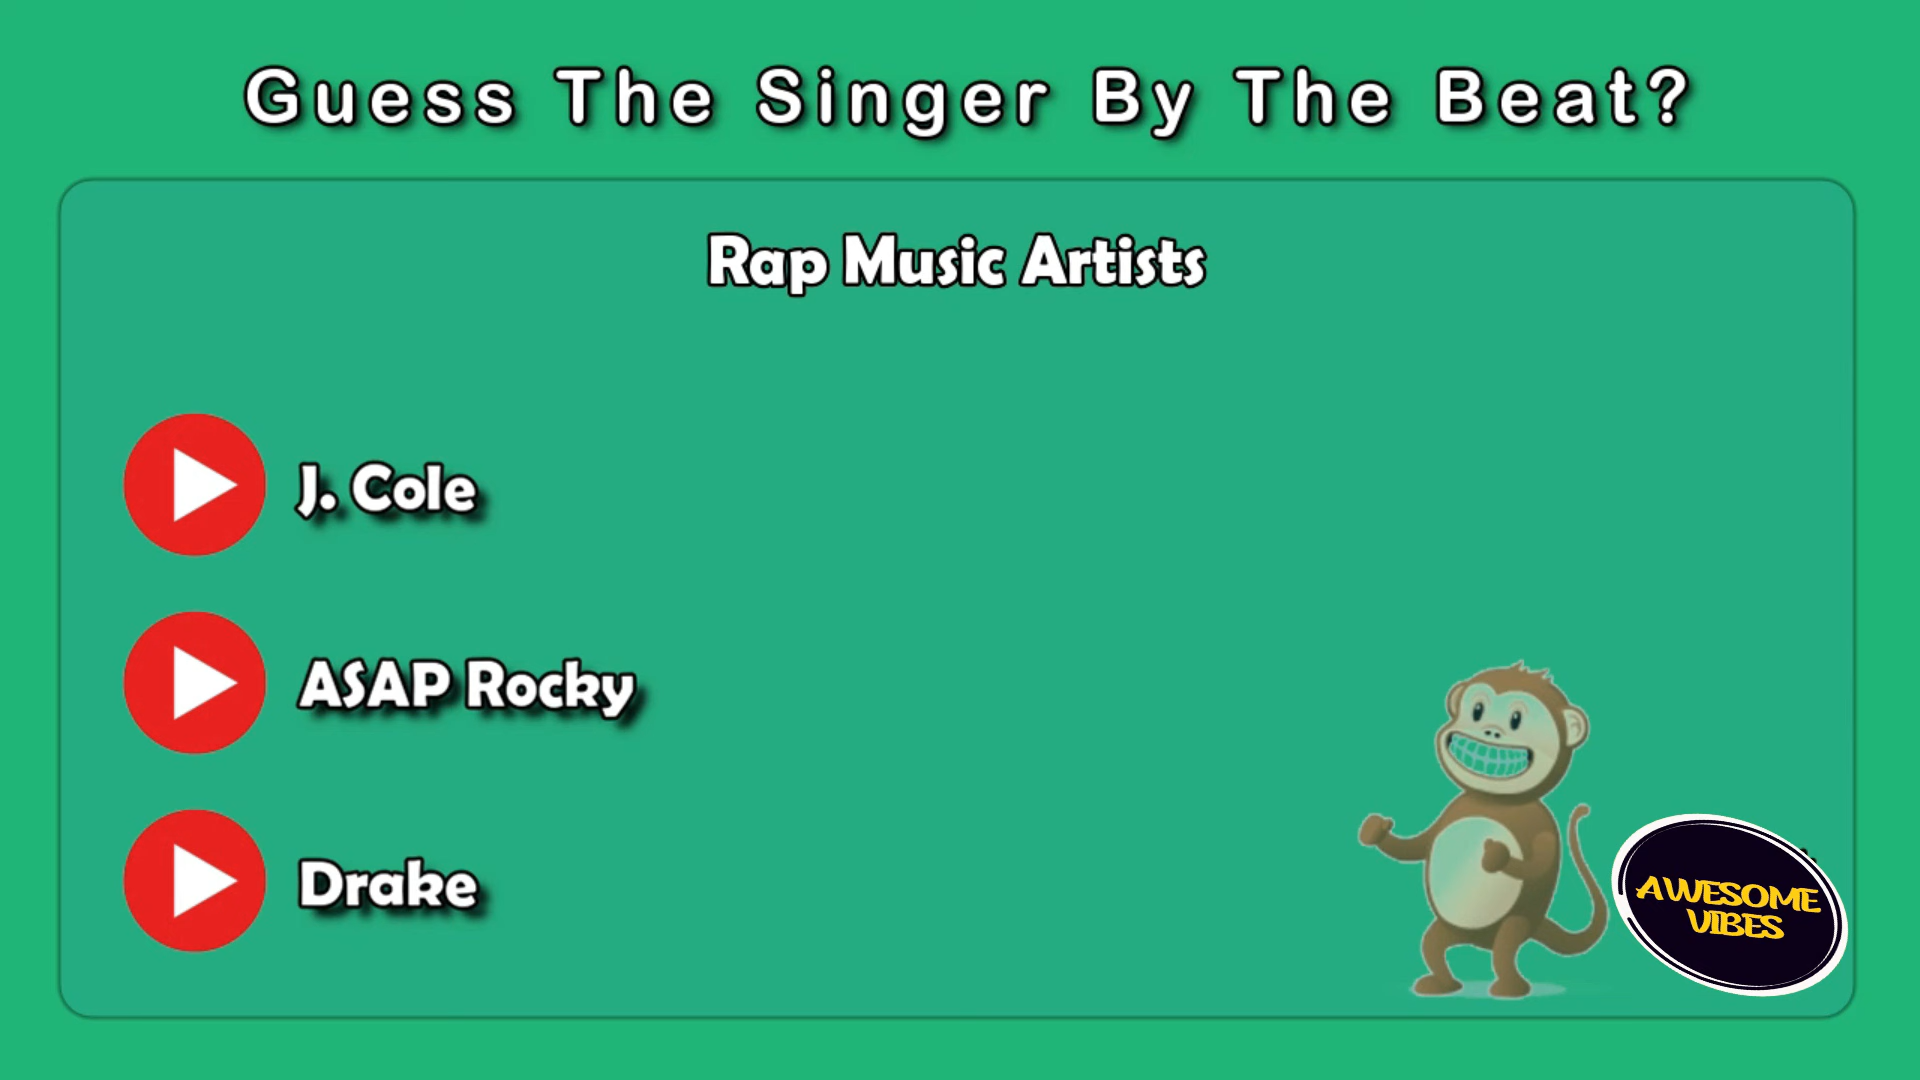 Guess The Singer By The Beat?
Rap Music Artists
J. Cole
ASAP Rocky
Drake
AWESOME
VIBES